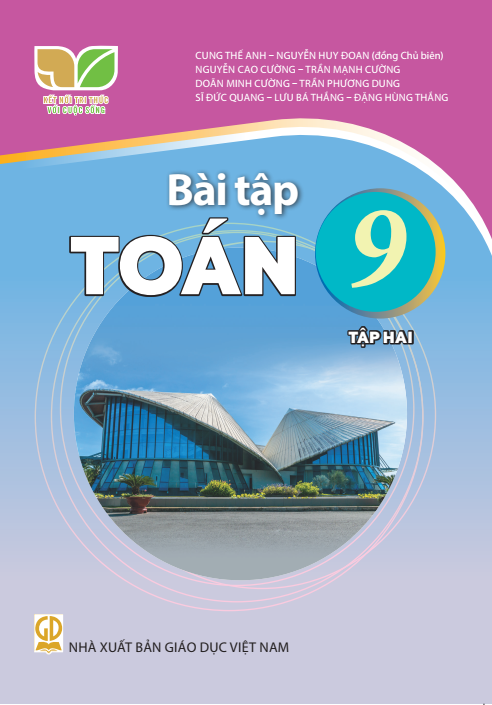 CUNG THẾ ANH – NGUYỄN HUY ĐOAN (đồng Chủ biên)
NGUYỄN CAO CƯỜNG – TRẦN MẠNH CƯỜNG
DOÃN MINH CƯỜNG – TRẦN PHƯƠNG DUNG
SĨ ĐỨC QUANG – LƯU BÁ THẮNG – ĐẶNG HÙNG THẮNG
KẾT NỐI TRI THỨC
VỚI CUỘC SỐNG
Bài tập
TOÁN 9
TẬP HAI
GD
NHÀ XUẤT BẢN GIÁO DỤC VIỆT NAM